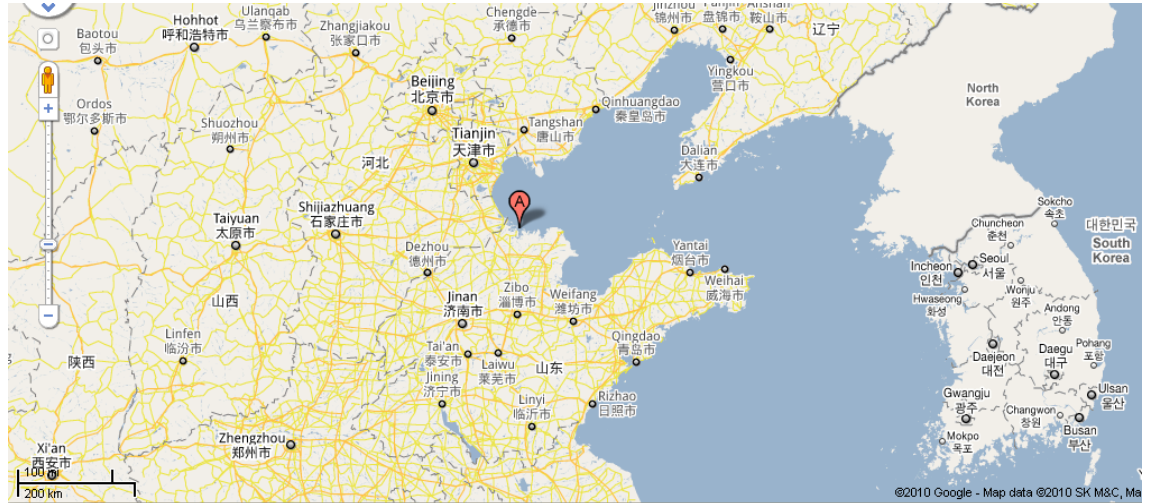 Hohhot
呼和浩特市
Ulanqab
乌兰察布市
Zhangjiakou
张家口市
Chengde
承德市
Jinzhou
锦州市
Panjin
盘锦市
Anshan
鞍山市
辽宁
Baotou
包头市
Beijing
北京市
Yingkou
营口市
Ordos
鄂尔多斯市
Qinhuangdao
秦皇岛市
North
Korea
Shuozhou
朔州市
Tianjin
天津市
Tangshan
唐山市
河北
Dalian
大连市
A
Taiyuan
太原市
Shijiazhuang
石家庄市
Dezhou
德州市
Yantai
烟台市
Weihai
威海市
Sokcho
속초
Chuncheon
춘천
대한민국
South
Korea
Incheon
인천
Seoul
서울
Hwaseong
화성
Wonju
원주
山西
Jinan
济南市
Zibo
淄博市
Weifang
潍坊市
Andong
안동
Linfen
临汾市
陕西
Tai'an
泰安市
Laiwu
莱芜市
山东
Qingdao
青岛市
Daejeon
대전
Daegu
대구
Pohang
포항
Jining
济宁市
Linyi
临沂市
Rizhao
日照市
Gwangju
광주
Changwon
창원
Ulsan
울산
Zhengzhou
郑州市
Mokpo
목포
Busan
부산
Xi'an
西安市
100 mi
200 km
©2010 Google - Map data ©2010 SK M&C, Ma